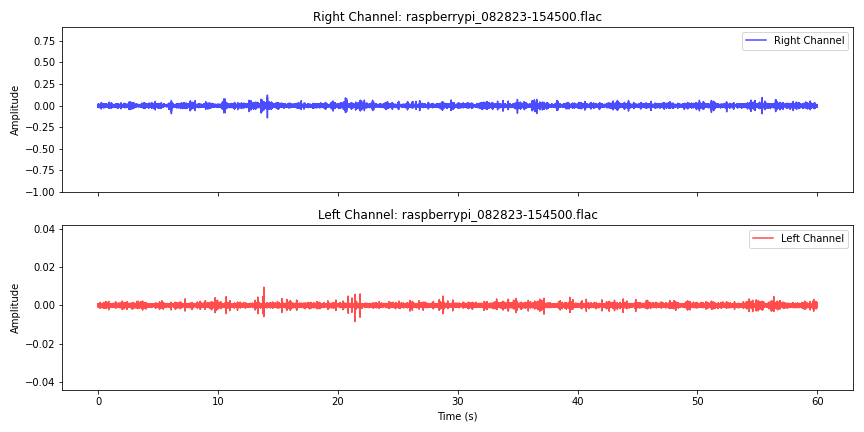 Right Channel: raspberrypi_082823-154500.flac
Right Channel
0.75
0.50
0.25
0.00
−0.25
−0.50
−0.75
−1.00
Amplitude
Left Channel: raspberrypi_082823-154500.flac
Left Channel
0.04
0.02
0.00
−0.02
−0.04
Amplitude
0 10 20 30 40 50 60
Time (s)